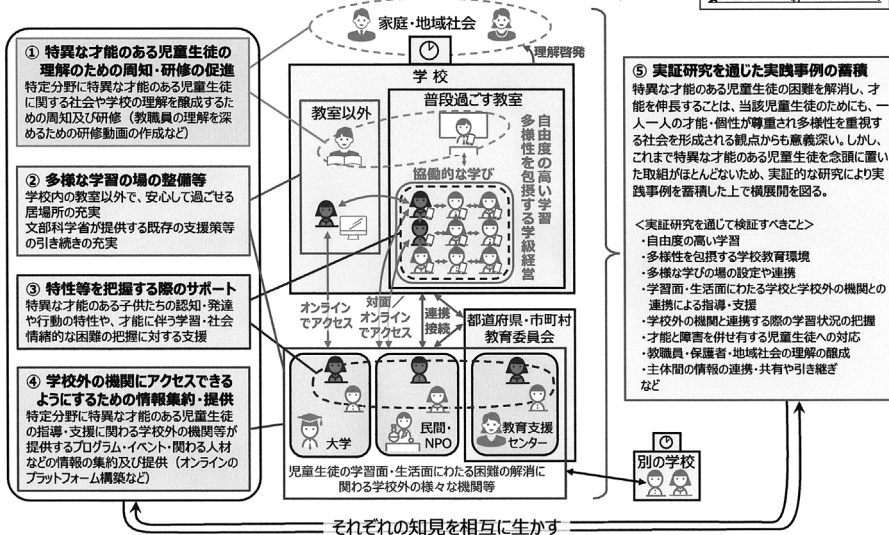 家庭・地域社会
理解啓発
① 特異な才能のある児童生徒の
理解のための周知・研修の促進
特定分野に特異な才能のある児童生徒
に関する社会や学校の理解を醸成するた
めの周知及び研修（教職員の理解を深
めるための研修動画の作成など）
② 多様な学習の場の整備等
学校内の教室以外で、安心して過ごせる
居場所の充実
文部科学省が提供する既存の支援策等
の引き続きの充実
③ 特性等を把握する際のサポート
特異な才能のある子供たちの認知・発達
や行動の特性や、才能に伴う学習・社会
情緒的な困難の把握に対する支援
④ 学校外の機関にアクセスできる
ようにするための情報集約・提供
特定分野に特異な才能のある児童生徒
の指導・支援に関わる学校外の機関等が
提供するプログラム・イベント・関わる人材
などの情報の集約及び提供（オンラインの
プラットフォーム構築など）
学校
教室以外
普段過ごす教室
協働的な学び
自由度の高い学習
多様性を包摂する学級経営
オンライン
でアクセス
対面／
オンライン
でアクセス
連携
接続
都道府県・市町村
教育委員会
大学
民間・
NPO
教育支援
センター
児童生徒の学習面・生活面にわたる困難の解消に
関わる学校外の様々な機関等
⑤ 実証研究を通じた実践事例の蓄積
特異な才能のある児童生徒の困難を解消し、才
能を伸長することは、当該児童生徒のためにも、一
人一人の才能・個性が尊重され多様性を重視す
る社会を形成される観点からも意義深い。しかし、
これまで特異な才能のある児童生徒を念頭に置い
た取組がほとんどないため、実証的な研究により実
践事例を蓄積した上で横展開を図る。
＜実証研究を通じて検証すべきこと＞
・自由度の高い学習
・多様性を包摂する学校教育環境
・多様な学びの場の設定や連携
・学習面・生活面にわたる学校と学校外の機関との
連携による指導・支援
・学校外の機関と連携する際の学習状況の把握
・才能と障害を併せ有する児童生徒への対応
・教職員・保護者・地域社会の理解の醸成
・主体間の情報の連携・共有や引き継ぎ
など
別の学校
それぞれの知見を相互に生かす